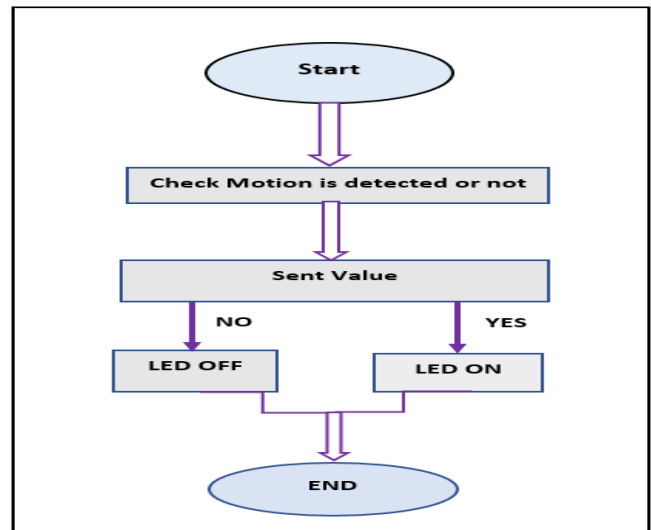 Start
Check Motion is detected or not
Sent Value
NO
YES
LED OFF
LED ON
END